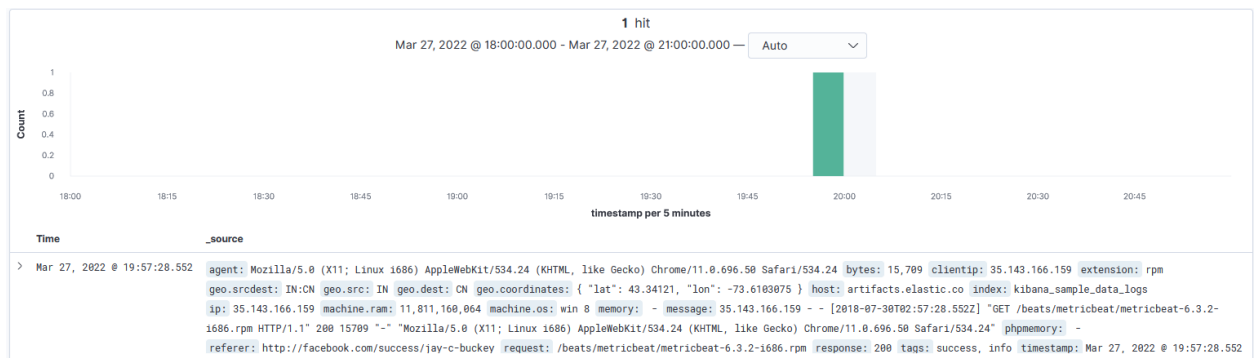 1 hit
Mar 27, 2022 @ 18:00:00.000 - Mar 27, 2022 @ 21:00:00.000 — Auto
1
0.8
0.6
0.4
0.2
0
Count
18:00 18:15 18:30 18:45 19:00 19:15 19:30 19:45 20:00 20:15 20:30 20:45
timestamp per 5 minutes
Time _source
Mar 27, 2022 @ 19:57:28.552 agent: Mozilla/5.0 (X11; Linux i686) AppleWebKit/534.24 (KHTML, like Gecko) Chrome/11.0.696.50 Safari/534.24 bytes: 15,709 clientip: 35.143.166.159 extension: rpm
geo.srcdest: IN:CN geo.src: IN geo.dest: CN geo.coordinates: { "lat": 43.34121, "lon": -73.6103075 } host: artifacts.elastic.co index: kibana_sample_data_logs
ip: 35.143.166.159 machine.ram: 11,811,160,064 machine.os: win 8 memory: - message: 35.143.166.159 - - [2018-07-30T02:57:28.552Z] "GET /beats/metricbeat/metricbeat-6.3.2-
i686.rpm HTTP/1.1" 200 15709 "-" "Mozilla/5.0 (X11; Linux i686) AppleWebKit/534.24 (KHTML, like Gecko) Chrome/11.0.696.50 Safari/534.24" phpmemory: -
referer: http://facebook.com/success/jay-c-buckey request: /beats/metricbeat/metricbeat-6.3.2-i686.rpm response: 200 tags: success, info timestamp: Mar 27, 2022 @ 19:57:28.552